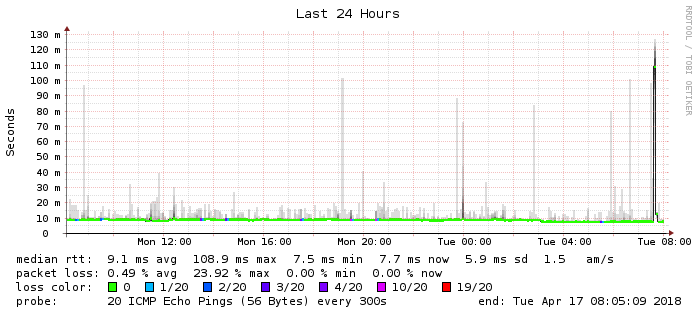 Last 24 Hours
RRDTOOL / TOBI OETIKER
Seconds
130 m
120 m
110 m
100 m
90 m
80 m
70 m
60 m
50 m
40 m
30 m
20 m
10 m
0
Mon 12:00 Mon 16:00 Mon 20:00 Tue 00:00 Tue 04:00 Tue 08:00
median rtt: 9.1 ms avg 108.9 ms max 7.5 ms min 7.7 ms now 5.9 ms sd 1.5 am/s
packet loss: 0.49 % avg 23.92 % max 0.00 % min 0.00 % now
loss color: 0 1/20 2/20 3/20 4/20 10/20 19/20
probe: 20 ICMP Echo Pings (56 Bytes) every 300s end: Tue Apr 17 08:05:09 2018